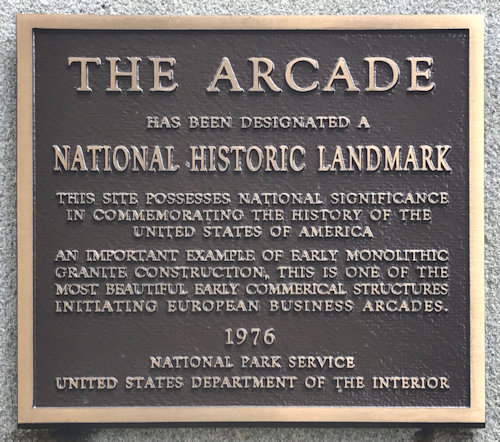 THE ARCADE
HAS BEEN DESIGNATED A
NATIONAL HISTORIC LANDMARK
THIS SITE POSSESSES NATIONAL SIGNIFICANCE
IN COMMEMORATING THE HISTORY OF THE
UNITED STATES OF AMERICA
AN IMPORTANT EXAMPLE OF EARLY MONOLITHIC
GRANITE CONSTRUCTION, THIS IS ONE OF THE
MOST BEAUTIFUL EARLY COMMERICAL STRUCTURES
INITIATING EUROPEAN BUSINESS ARCADES.
1976
NATIONAL PARK SERVICE
UNITED STATES DEPARTMENT OF THE INTERIOR